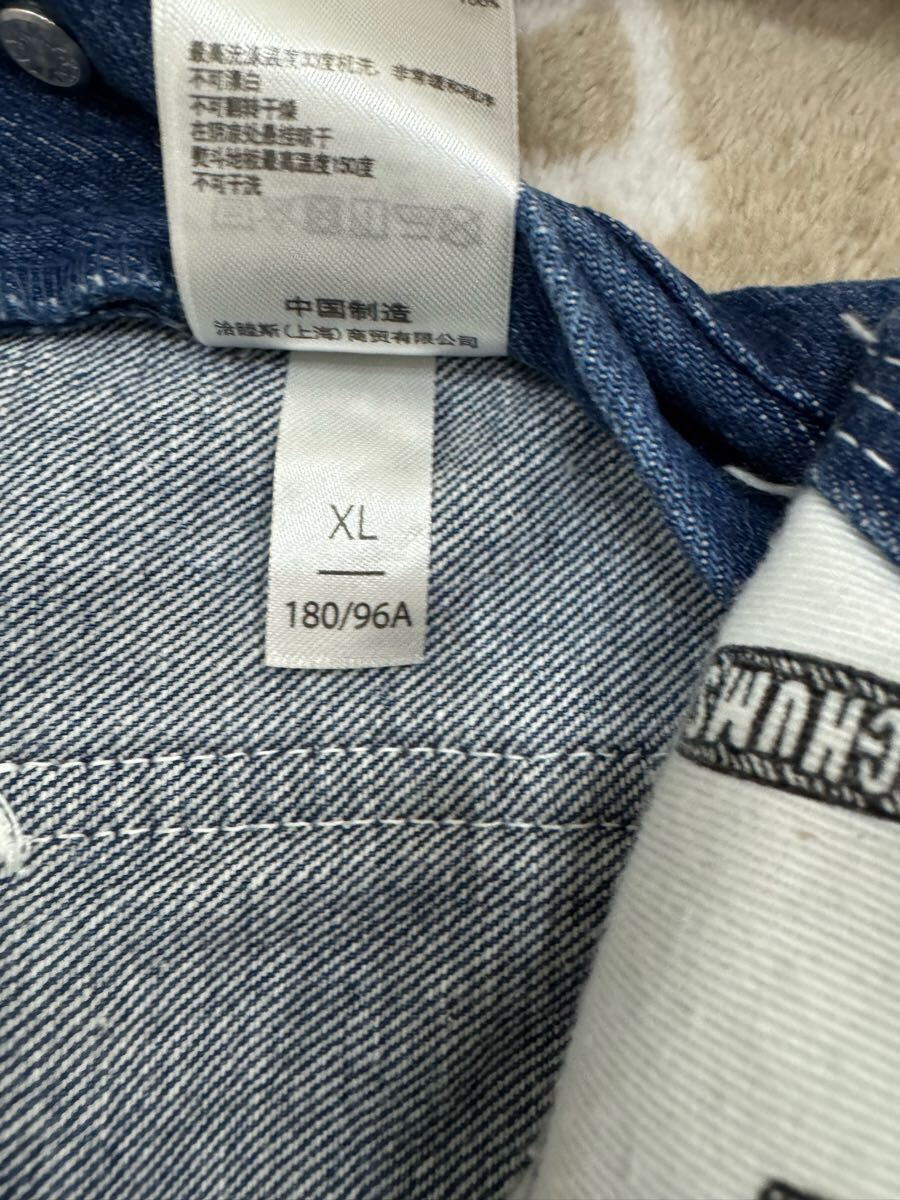 100%
最高洗涤温度30度机洗，非常缓和程序
不可漂白
不可翻转干燥
在阴凉处悬挂晾干
熨斗地板最高温度150度
不可干洗
中国制造
洽睦斯（上海）商贸有限公司
XL
180/96A
CHUMS